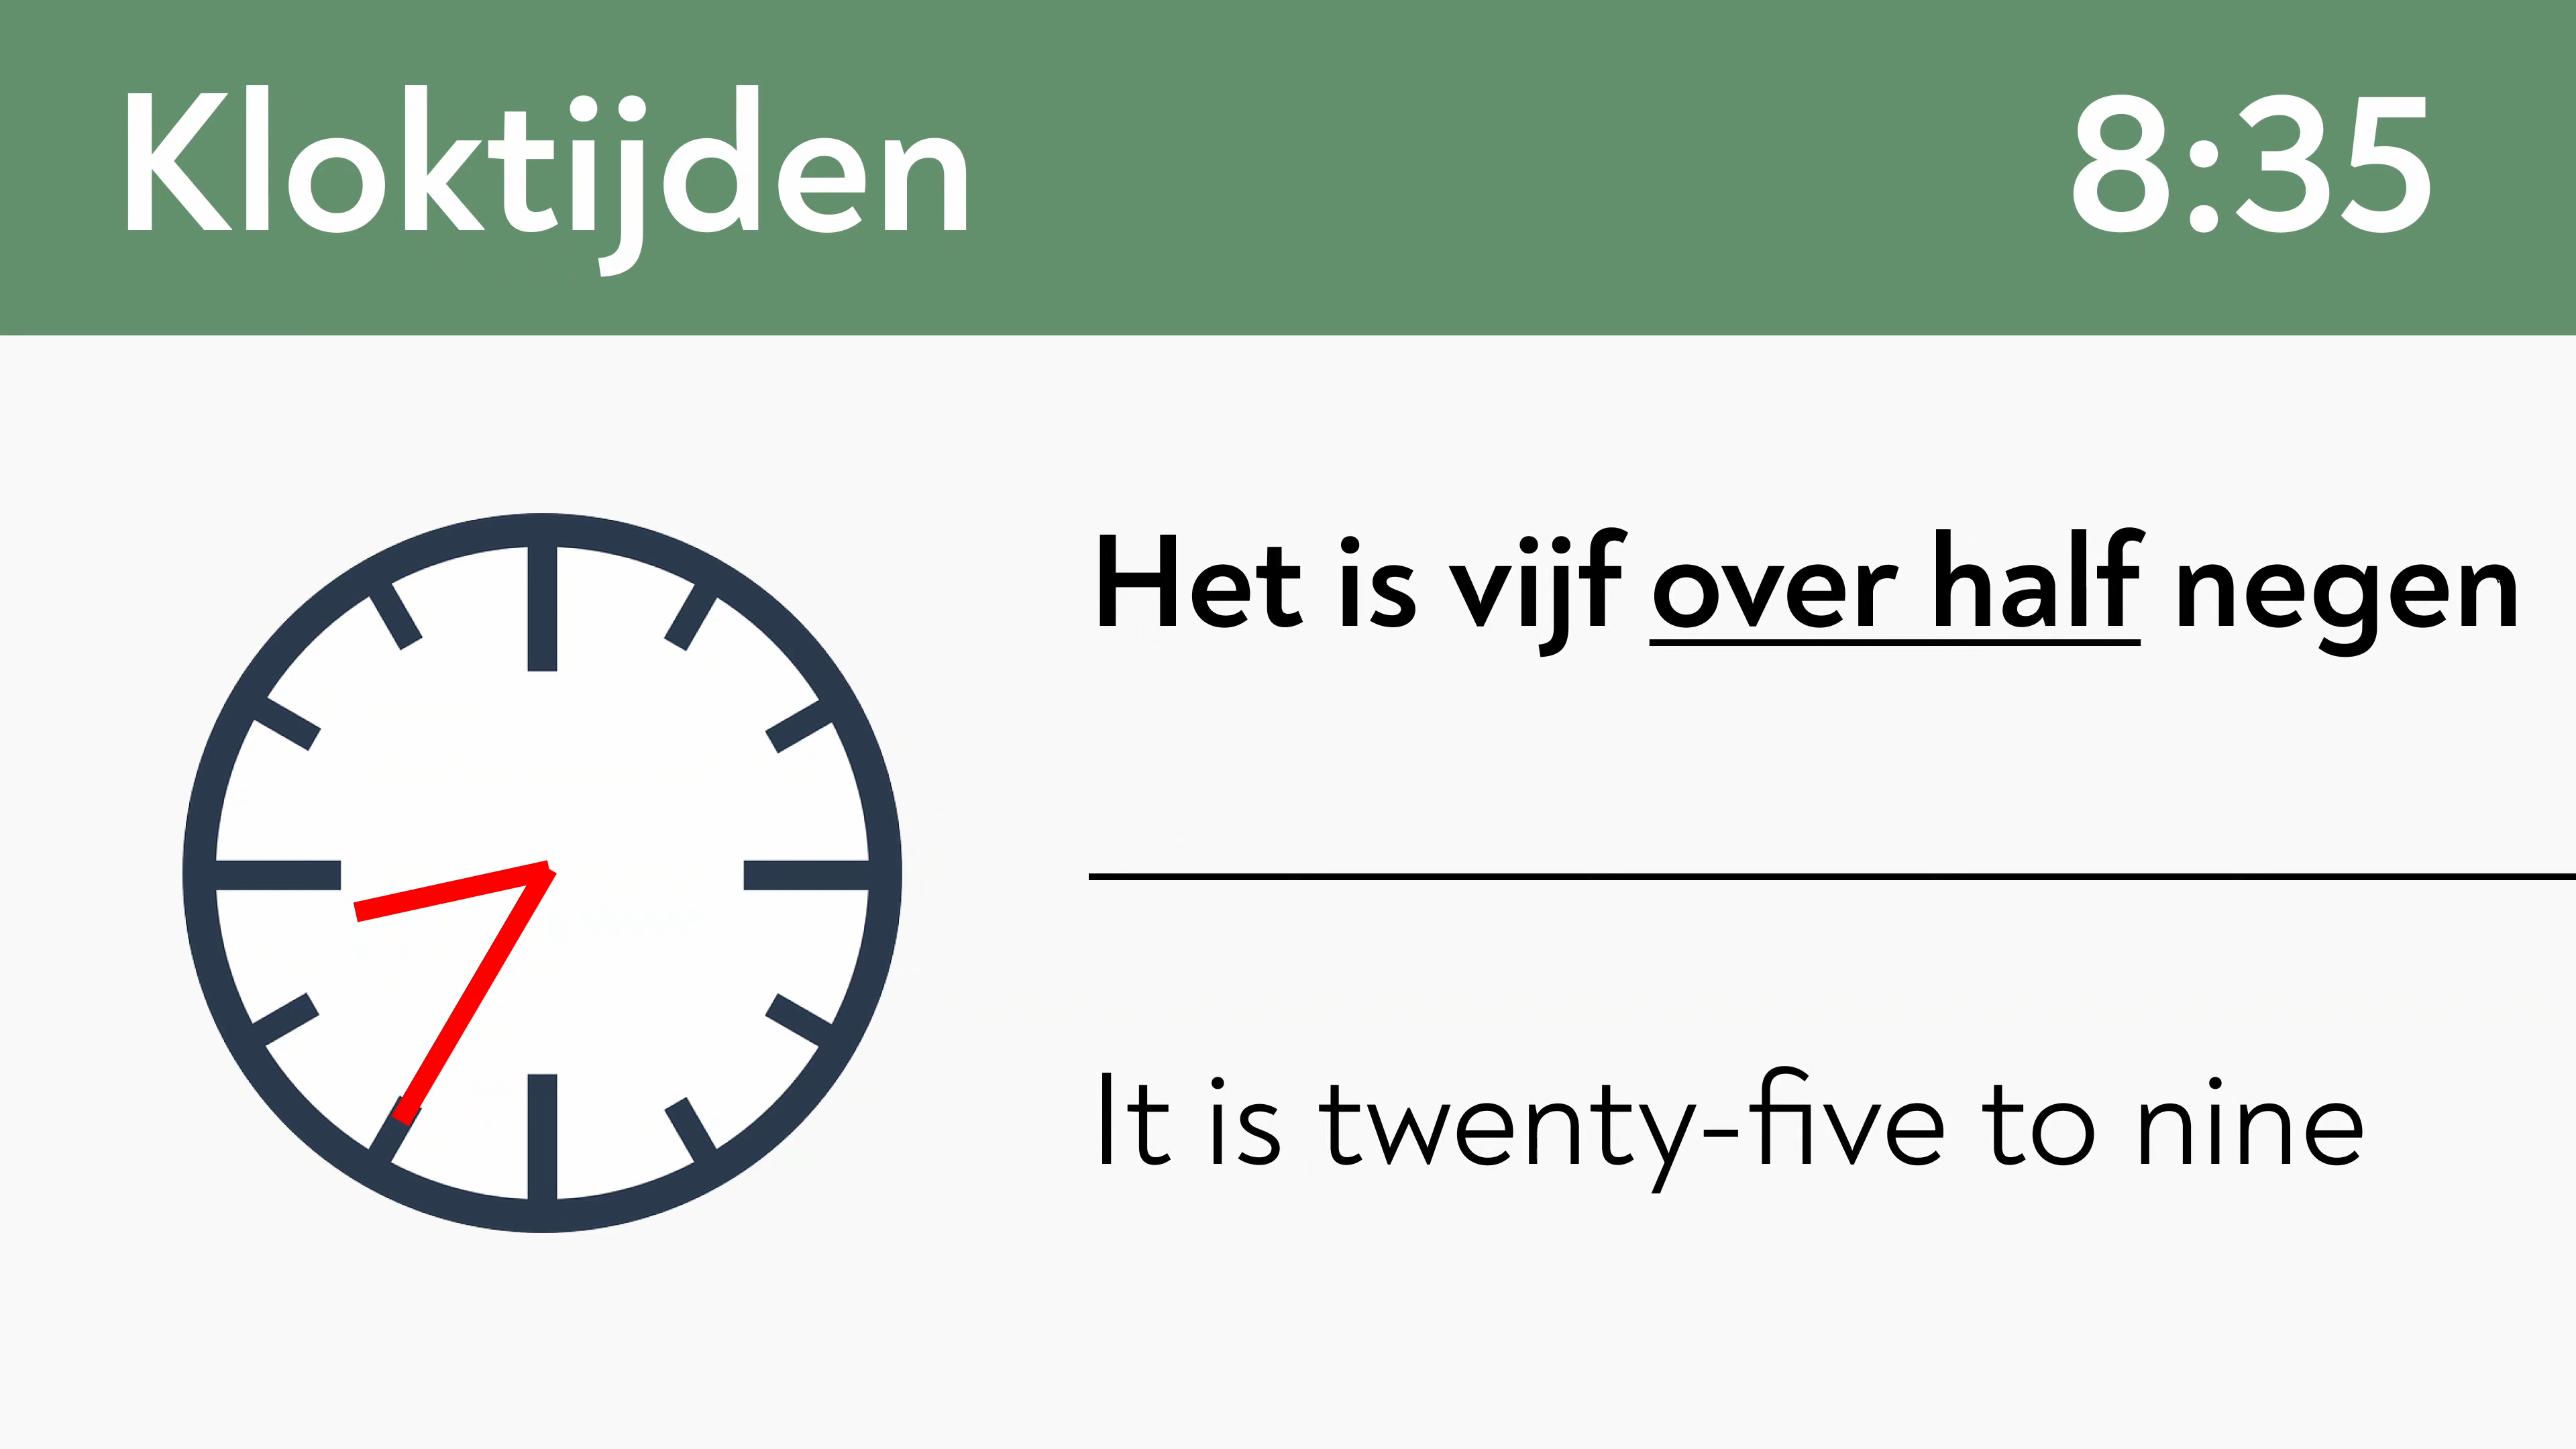 Kloktijden 8:35
Het is vijf over half negen
It is twenty-five to nine